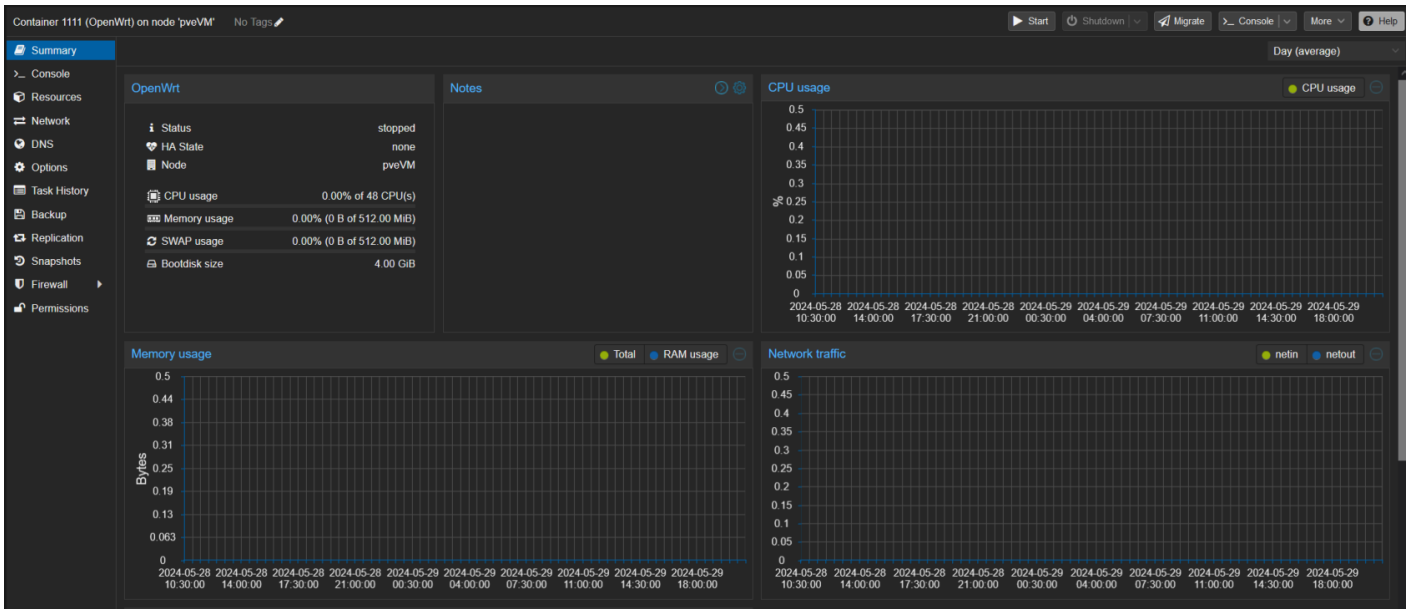 Container 1111 (OpenWrt) on node 'pveVM' No Tags Start Shutdown Migrate Console More Help
Summary
Console
Resources
Network
DNS
Options
Task History
Backup
Replication
Snapshots
Firewall
Permissions
Day (average)
OpenWrt
Status stopped
HA State none
Node pveVM
CPU usage 0.00% of 48 CPU(s)
Memory usage 0.00% (0 B of 512.00 MiB)
SWAP usage 0.00% (0 B of 512.00 MiB)
Bootdisk size 4.00 GiB
Notes
CPU usage CPU usage
0.5
0.45
0.4
0.35
0.3
% 0.25
0.2
0.15
0.1
0.05
0
2024-05-28 2024-05-28 2024-05-28 2024-05-28 2024-05-29 2024-05-29 2024-05-29 2024-05-29 2024-05-29 2024-05-29
10:30:00 14:00:00 17:30:00 21:00:00 00:30:00 04:00:00 07:30:00 11:00:00 14:30:00 18:00:00
Memory usage Total RAM usage
0.5
0.44
0.38
0.31
Bytes 0.25
0.19
0.13
0.063
0
2024-05-28 2024-05-28 2024-05-28 2024-05-28 2024-05-29 2024-05-29 2024-05-29 2024-05-29 2024-05-29 2024-05-29
10:30:00 14:00:00 17:30:00 21:00:00 00:30:00 04:00:00 07:30:00 11:00:00 14:30:00 18:00:00
Network traffic netin netout
0.5
0.45
0.4
0.35
0.3
0.25
0.2
0.15
0.1
0.05
0
2024-05-28 2024-05-28 2024-05-28 2024-05-28 2024-05-29 2024-05-29 2024-05-29 2024-05-29 2024-05-29 2024-05-29
10:30:00 14:00:00 17:30:00 21:00:00 00:30:00 04:00:00 07:30:00 11:00:00 14:30:00 18:00:00